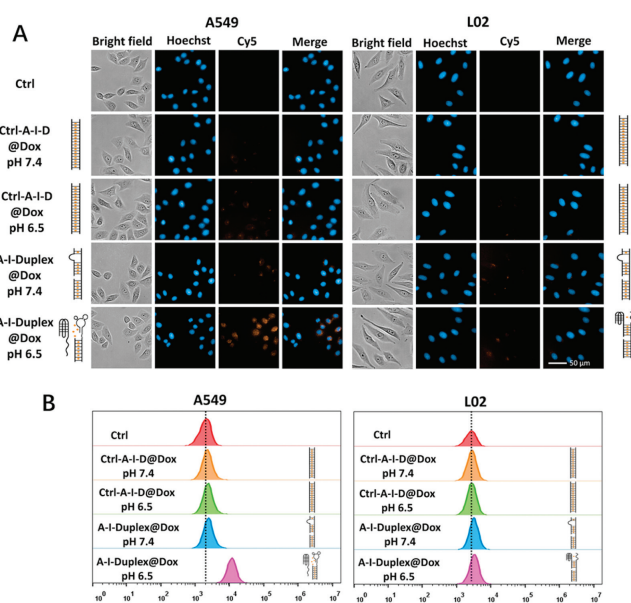 A549 L02
A
Bright field Hoechst Cy5 Merge Bright field Hoechst Cy5 Merge
Ctrl
Ctrl-A-I-D
@Dox
pH 7.4
Ctrl-A-I-D
@Dox
pH 6.5
A-I-Duplex
@Dox
pH 7.4
A-I-Duplex
@Dox
pH 6.5
50 μm
B
A549 L02
Ctrl Ctrl
Ctrl-A-I-D@Dox Ctrl-A-I-D@Dox
pH 7.4 pH 7.4
Ctrl-A-I-D@Dox Ctrl-A-I-D@Dox
pH 6.5 pH 6.5
A-I-Duplex@Dox A-I-Duplex@Dox
pH 7.4 pH 7.4
A-I-Duplex@Dox A-I-Duplex@Dox
pH 6.5 pH 6.5
10⁰ 10¹ 10² 10³ 10⁴ 10⁵ 10⁶ 10⁷ 10⁰ 10¹ 10² 10³ 10⁴ 10⁵ 10⁶ 10⁷